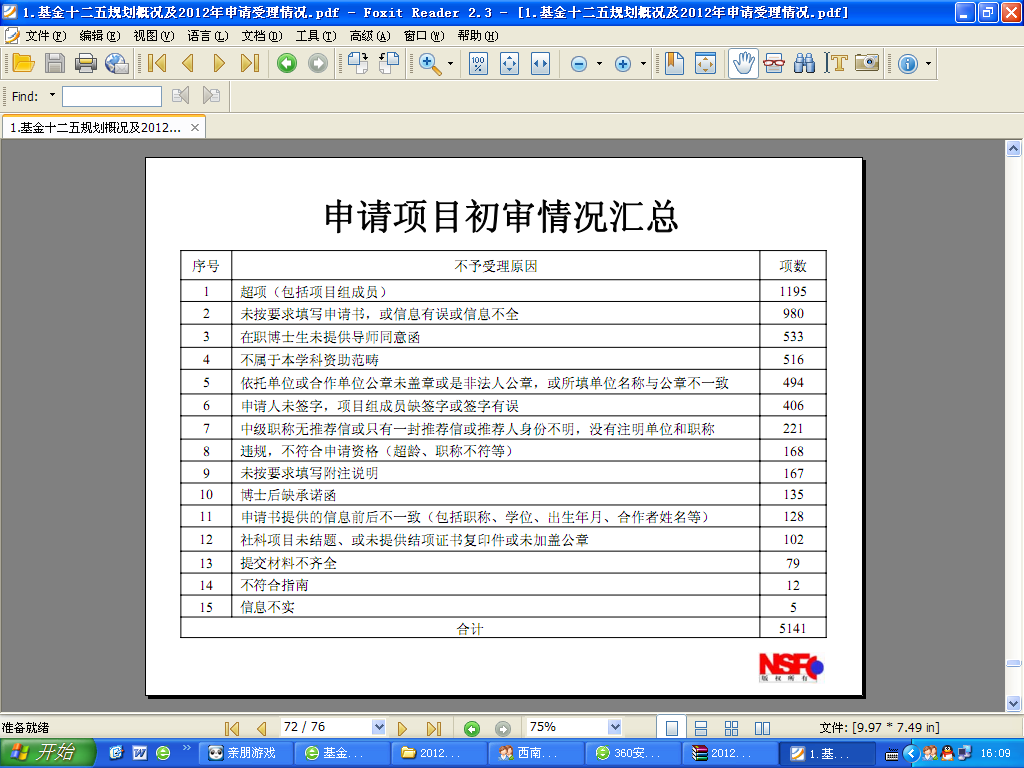 1.基金十二五规划概况及2012年申请受理情况.pdf - Foxit Reader 2.3 - [1.基金十二五规划概况及2012年申请受理情况.pdf]
文件(F) 编辑(E) 视图(V) 语言(L) 文档(D) 工具(T) 高级(A) 窗口(W) 帮助(H)
Find:
1.基金十二五规划概况及2012...
申请项目初审情况汇总
序号 不予受理原因 项数
1 超项（包括项目组成员） 1195
2 未按要求填写申请书，或信息有误或信息不全 980
3 在职博士生未提供导师同意函 533
4 不属于本学科资助范畴 516
5 依托单位或合作单位公章未盖章或是非法人公章，或所填单位名称与公章不一致 494
6 申请人未签字，项目组成员缺签字或签字有误 406
7 中级职称无推荐信或只有一封推荐信或推荐人身份不明，没有注明单位和职称 221
8 违规，不符合申请资格（超龄、职称不符等） 168
9 未按要求填写附注说明 167
10 博士后缺承诺函 135
11 申请书提供的信息前后不一致（包括职称、学位、出生年月、合作者姓名等） 128
12 社科项目未结题、或未提供结项证书复印件或未加盖公章 102
13 提交材料不齐全 79
14 不符合指南 12
15 信息不实 5
合计 5141
NSFC
版权所有
准备就绪 72 / 76 75% 文件: [9.97 * 7.49 in]
开始 亲朋游戏 基金... 2012... 西南... 360安... 2012... 1.基... 16:09